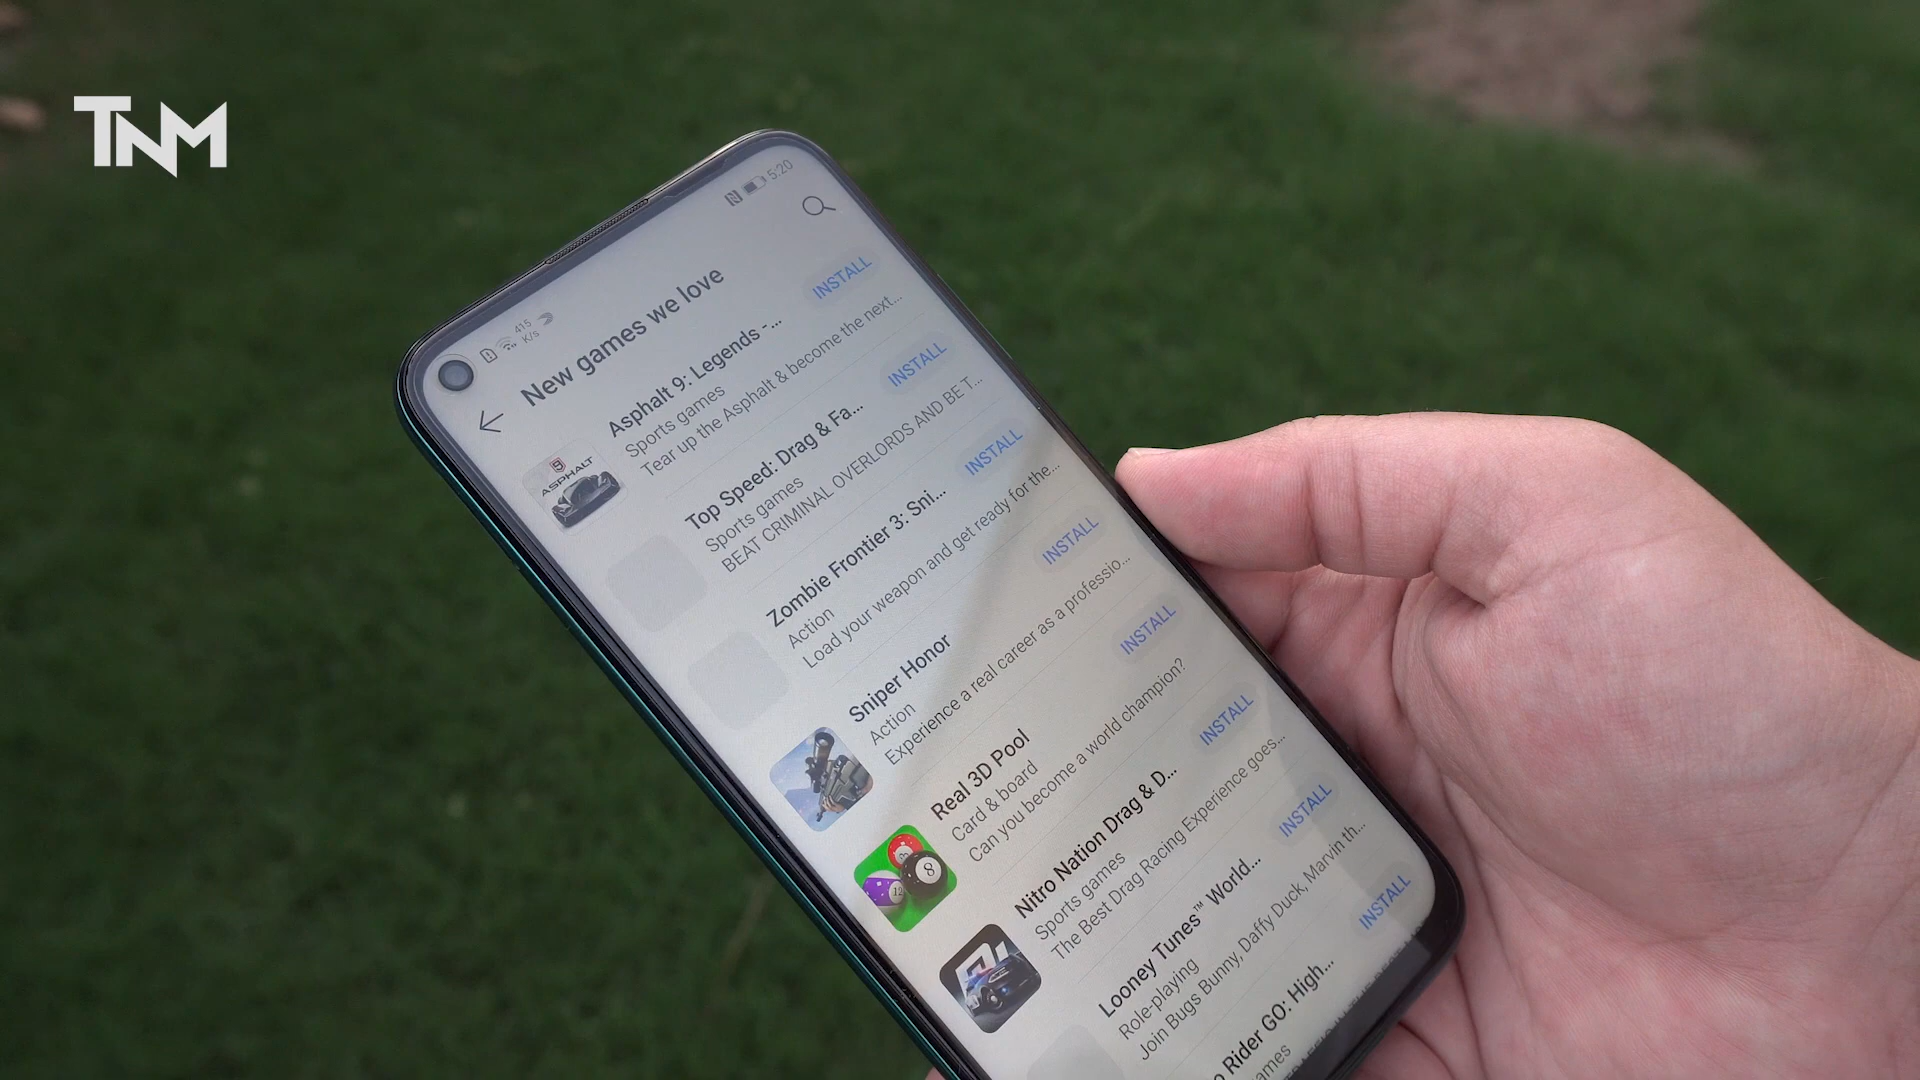 TNM
5:20
415
K/s
New games we love
Asphalt 9: Legends -...
Sports games
Tear up the Asphalt & become the next...
INSTALL
ASPHALT
Top Speed: Drag & Fa...
Sports games
BEAT CRIMINAL OVERLORDS AND BE T...
INSTALL
Zombie Frontier 3: Sni...
Action
Load your weapon and get ready for the...
INSTALL
Sniper Honor
Action
Experience a real career as a professio...
INSTALL
Real 3D Pool
Card & board
Can you become a world champion?
INSTALL
8
12
Nitro Nation Drag & D...
Sports games
The Best Drag Racing Experience goes...
INSTALL
Looney Tunes™ World...
Role-playing
Join Bugs Bunny, Daffy Duck, Marvin th...
INSTALL
Rider GO: High...
INSTALL